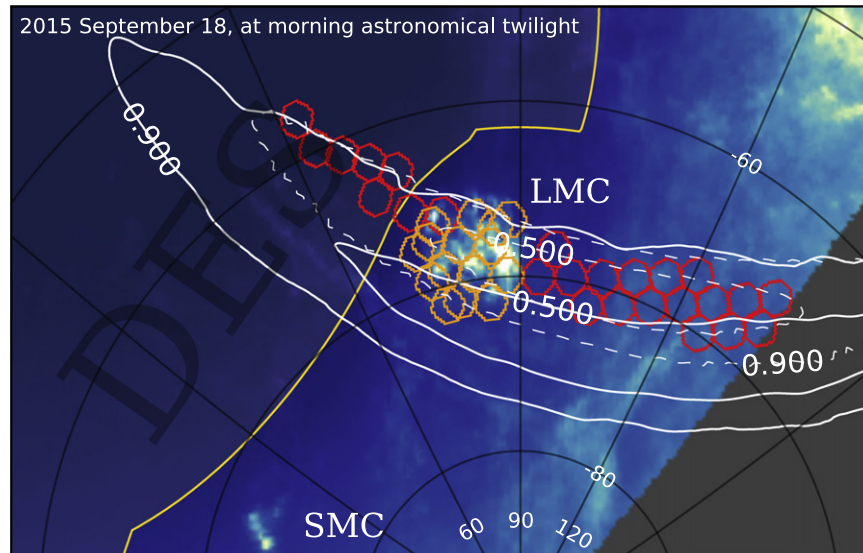 2015 September 18, at morning astronomical twilight
0.900
DES
-60
LMC
0.500
0.500
0.900
-80
SMC
60
90
120